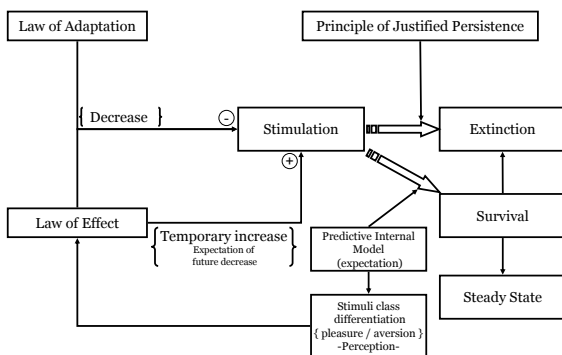 Law of Adaptation
Principle of Justified Persistence
{ Decrease }
-
Stimulation
Extinction
+
Law of Effect
{ Temporary increase }
Expectation of
future decrease
Predictive Internal
Model
(expectation)
Survival
Steady State
Stimuli class
differentiation
{ pleasure / aversion }
-Perception-